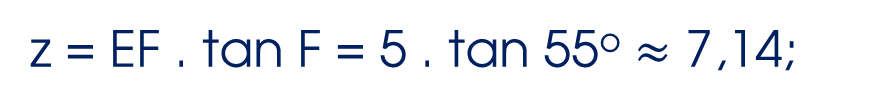 z = EF . tan F = 5 . tan 55° ≈ 7,14;